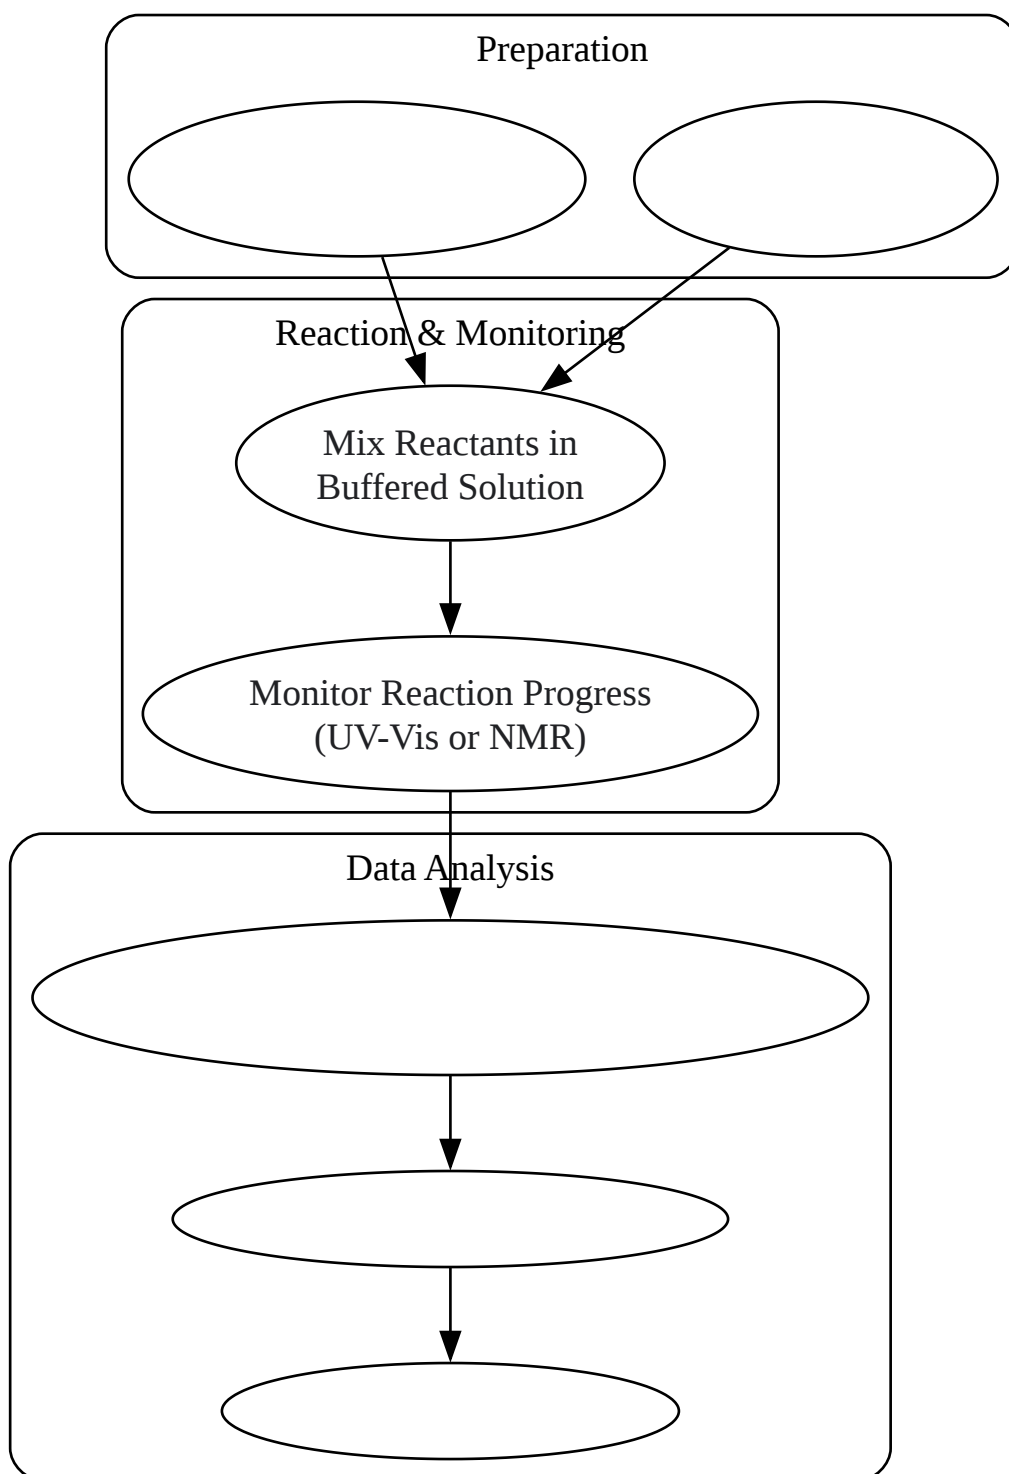 Preparation
Reaction & Monitoring
Mix Reactants in
Buffered Solution
Monitor Reaction Progress
(UV-Vis or NMR)
Data Analysis